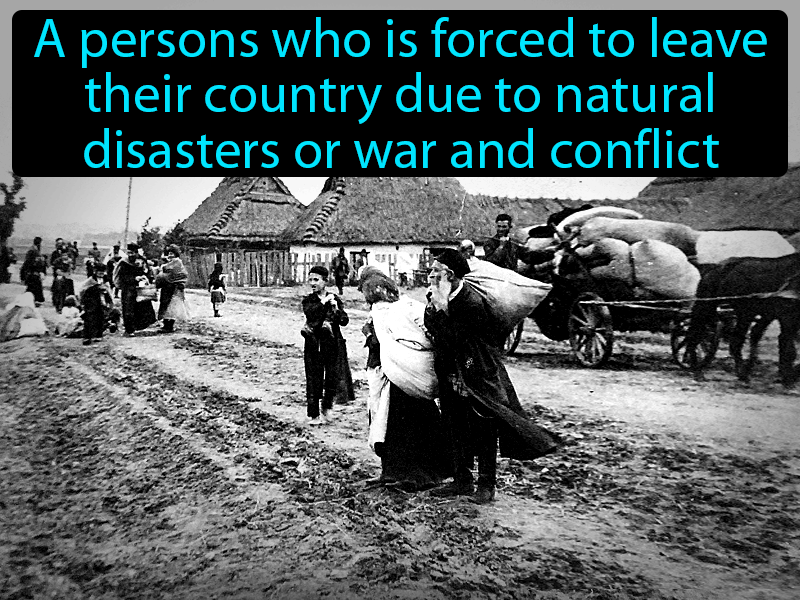 A persons who is forced to leave
their country due to natural
disasters or war and conflict